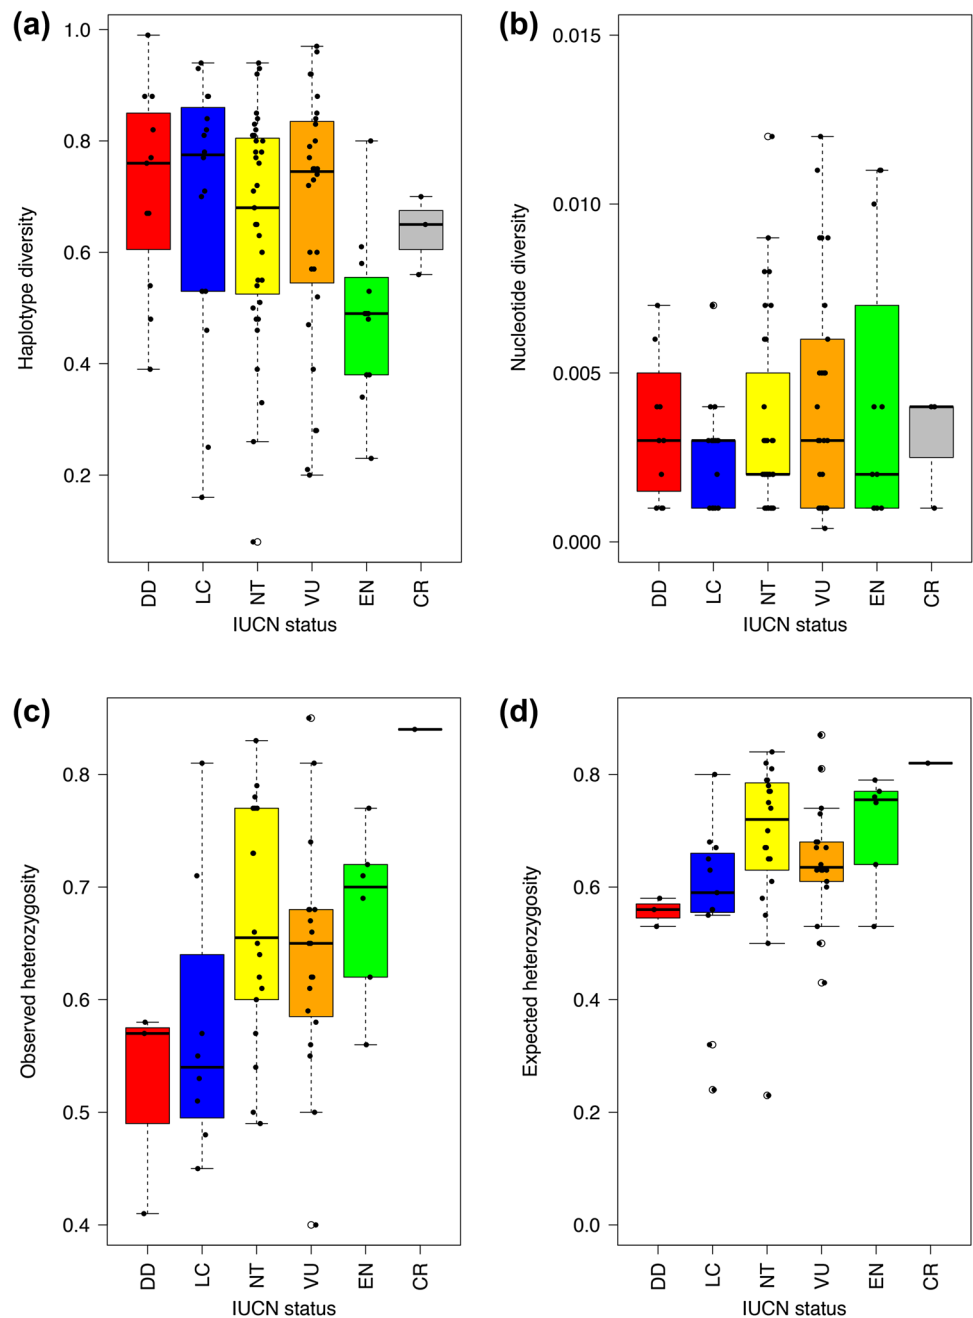 (a)
Haplotype diversity
1.0
0.8
0.6
0.4
0.2
DD LC NT VU EN CR
IUCN status
(b)
Nucleotide diversity
0.015
0.010
0.005
0.000
DD LC NT VU EN CR
IUCN status
(c)
Observed heterozygosity
0.8
0.7
0.6
0.5
0.4
DD LC NT VU EN CR
IUCN status
(d)
Expected heterozygosity
0.8
0.6
0.4
0.2
0.0
DD LC NT VU EN CR
IUCN status